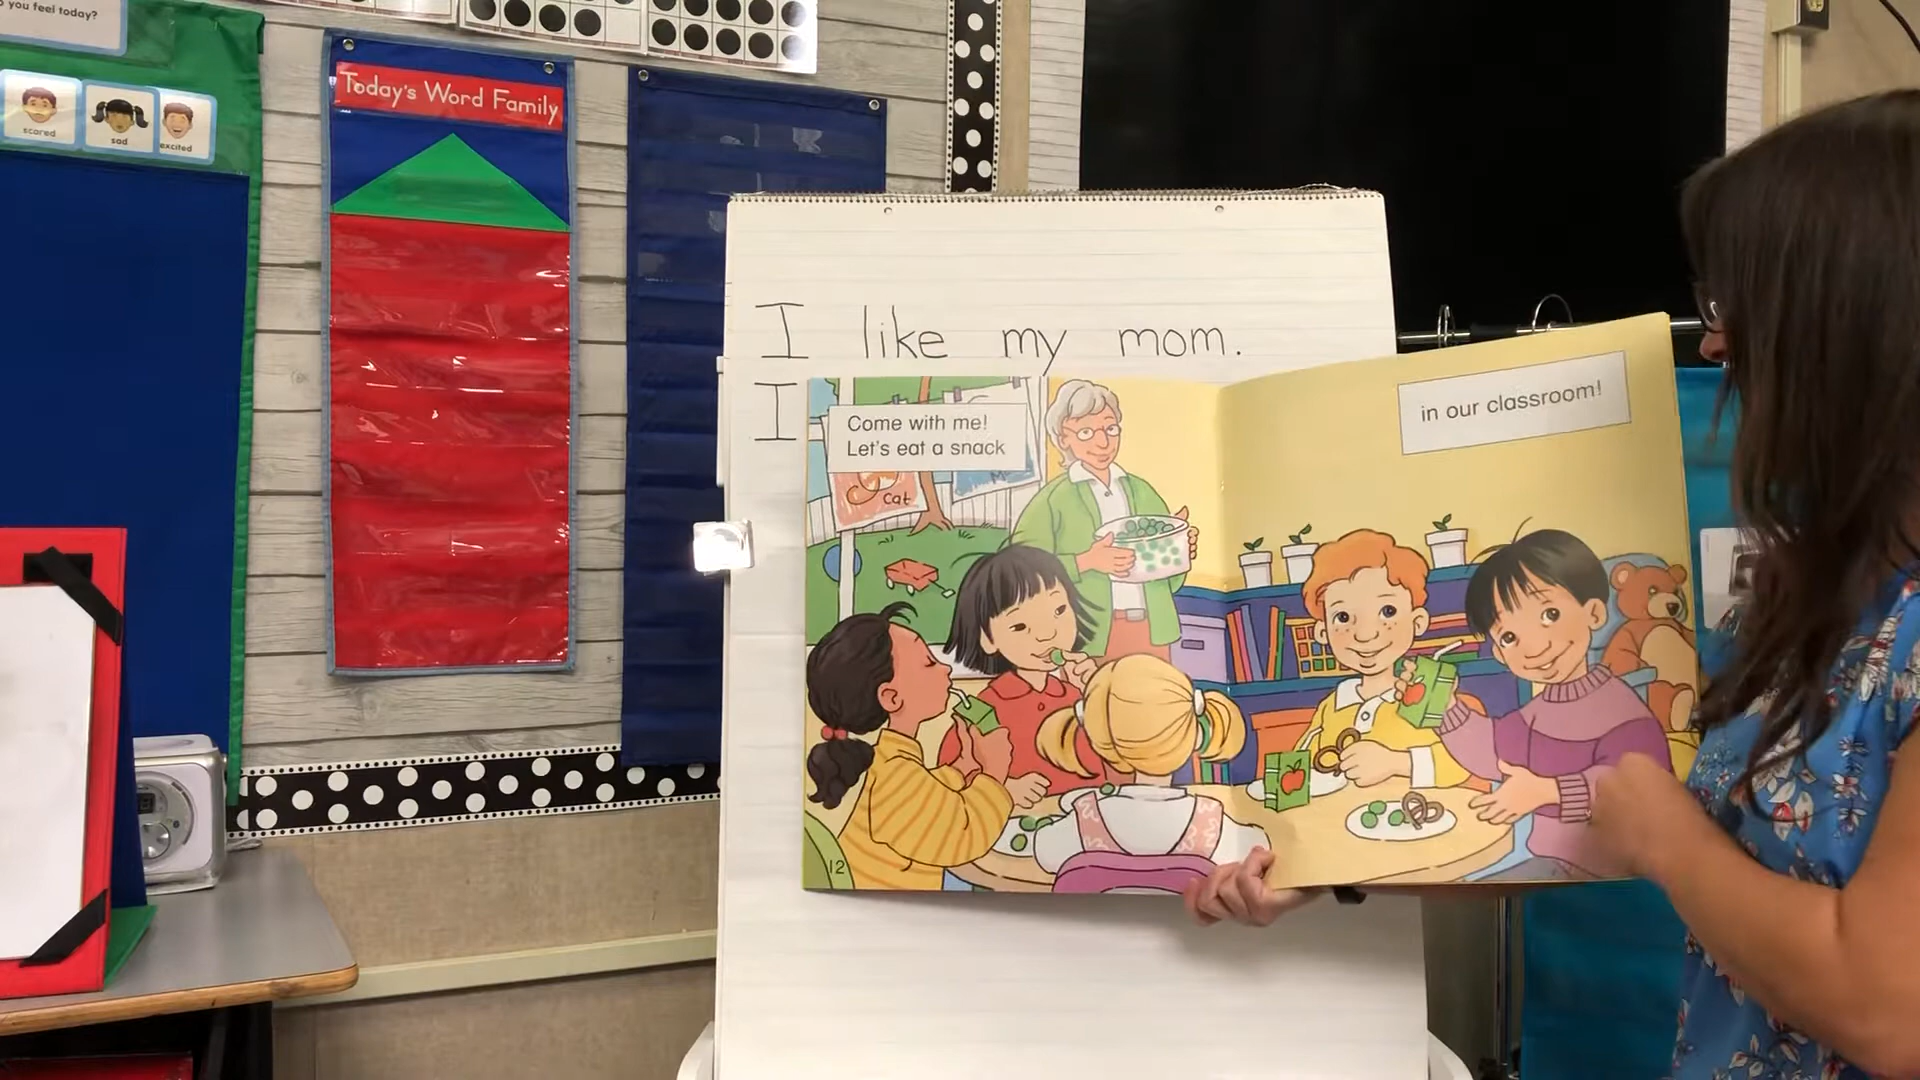 you feel today?
scared
sad
excited
Today's Word Family
I like my mom.
I
Come with me!
Let's eat a snack
cat
in our classroom!
12